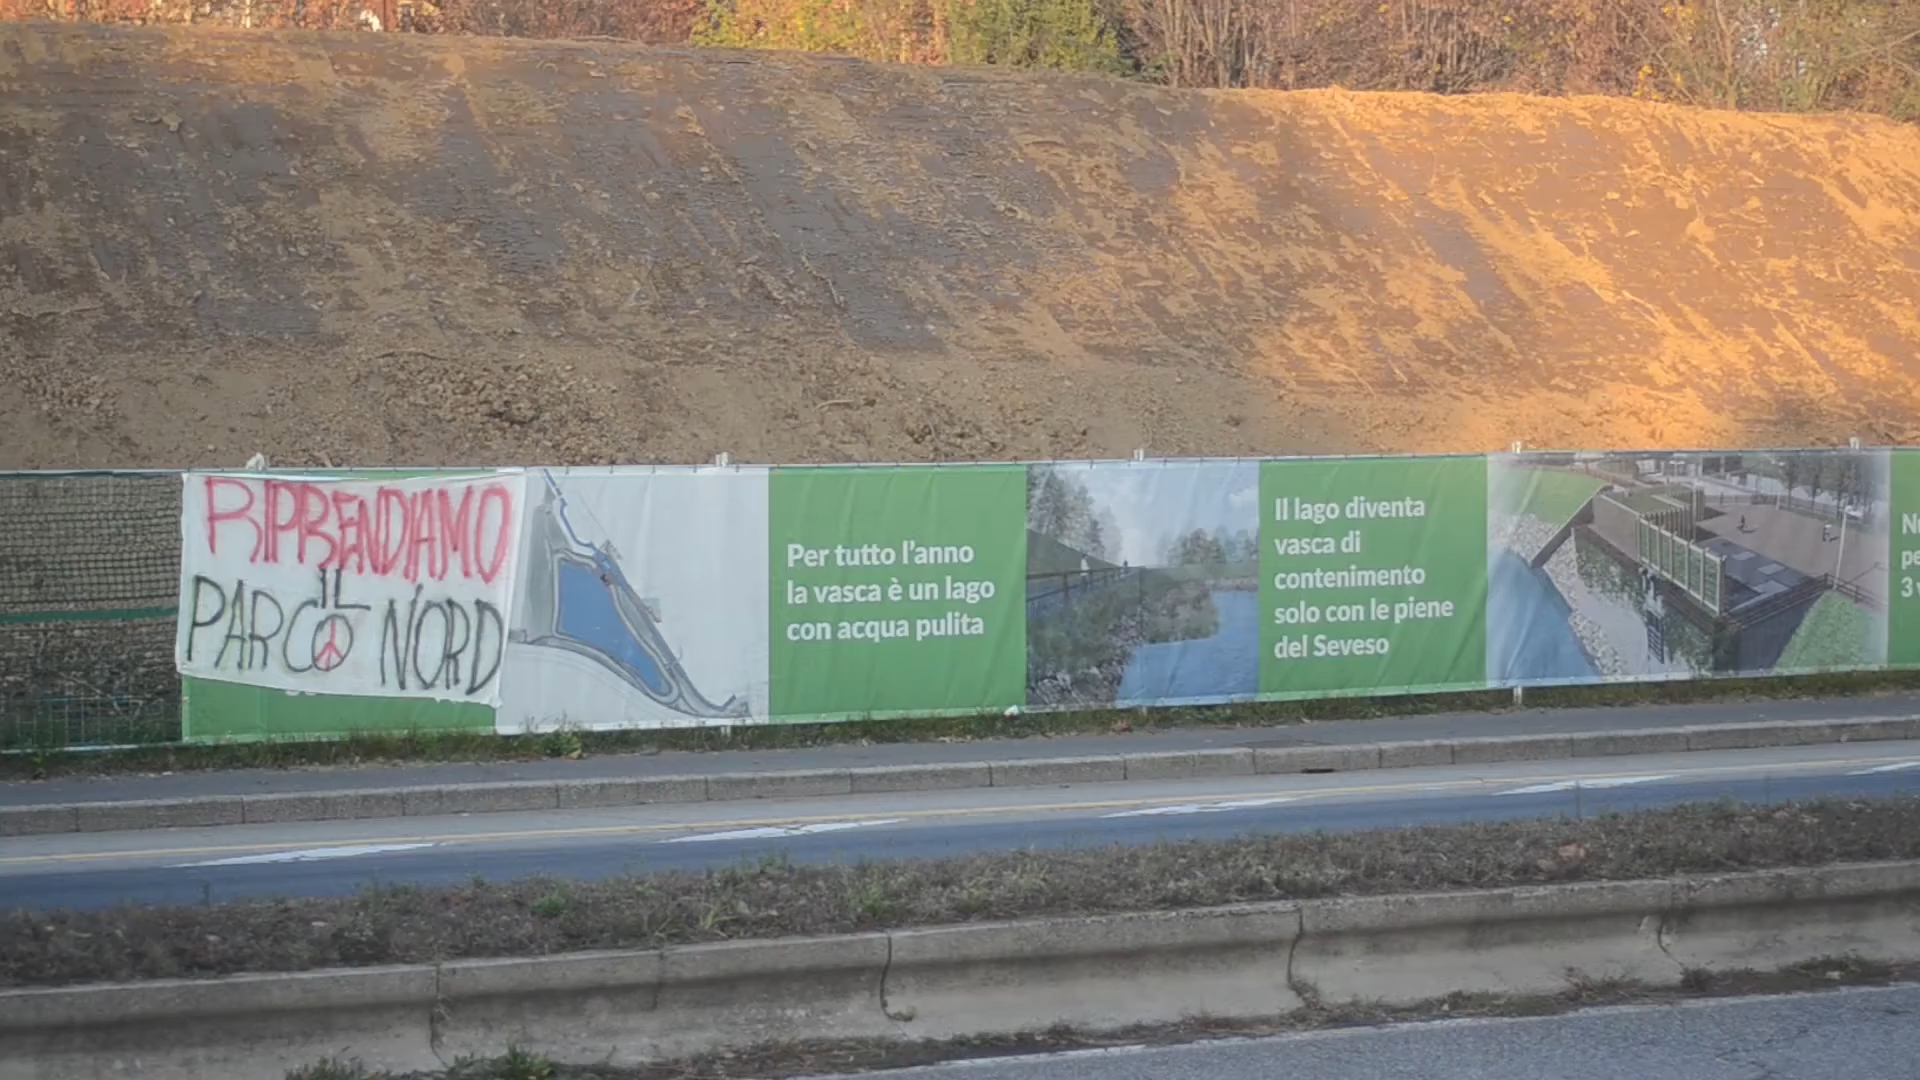 RIPRENDIAMO
IL
PARCO NORD
Per tutto l'anno
la vasca è un lago
con acqua pulita
Il lago diventa
vasca di
contenimento
solo con le piene
del Seveso
3